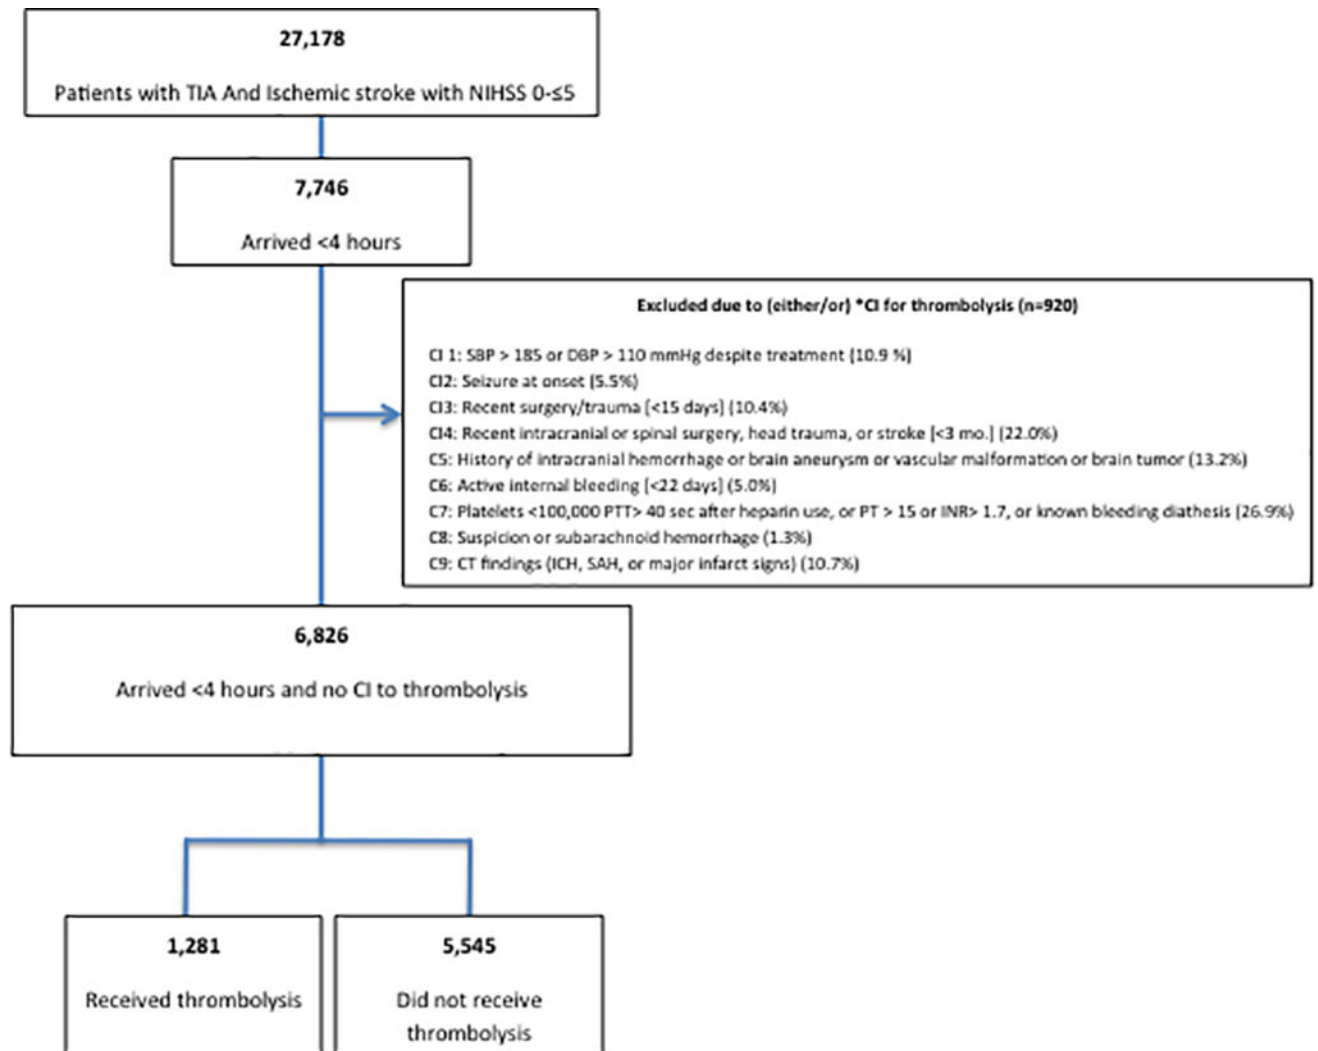 27,178
Patients with TIA And Ischemic stroke with NIHSS 0-≤5
7,746
Arrived <4 hours
Excluded due to (either/or) *CI for thrombolysis (n=920)
CI 1: SBP > 185 or DBP > 110 mmHg despite treatment (10.9 %)
CI2: Seizure at onset (5.5%)
CI3: Recent surgery/trauma [<15 days] (10.4%)
CI4: Recent intracranial or spinal surgery, head trauma, or stroke [<3 mo.] (22.0%)
C5: History of intracranial hemorrhage or brain aneurysm or vascular malformation or brain tumor (13.2%)
C6: Active internal bleeding [<22 days] (5.0%)
C7: Platelets <100,000 PTT> 40 sec after heparin use, or PT > 15 or INR> 1.7, or known bleeding diathesis (26.9%)
C8: Suspicion or subarachnoid hemorrhage (1.3%)
C9: CT findings (ICH, SAH, or major infarct signs) (10.7%)
6,826
Arrived <4 hours and no CI to thrombolysis
1,281
Received thrombolysis
5,545
Did not receive
thrombolysis